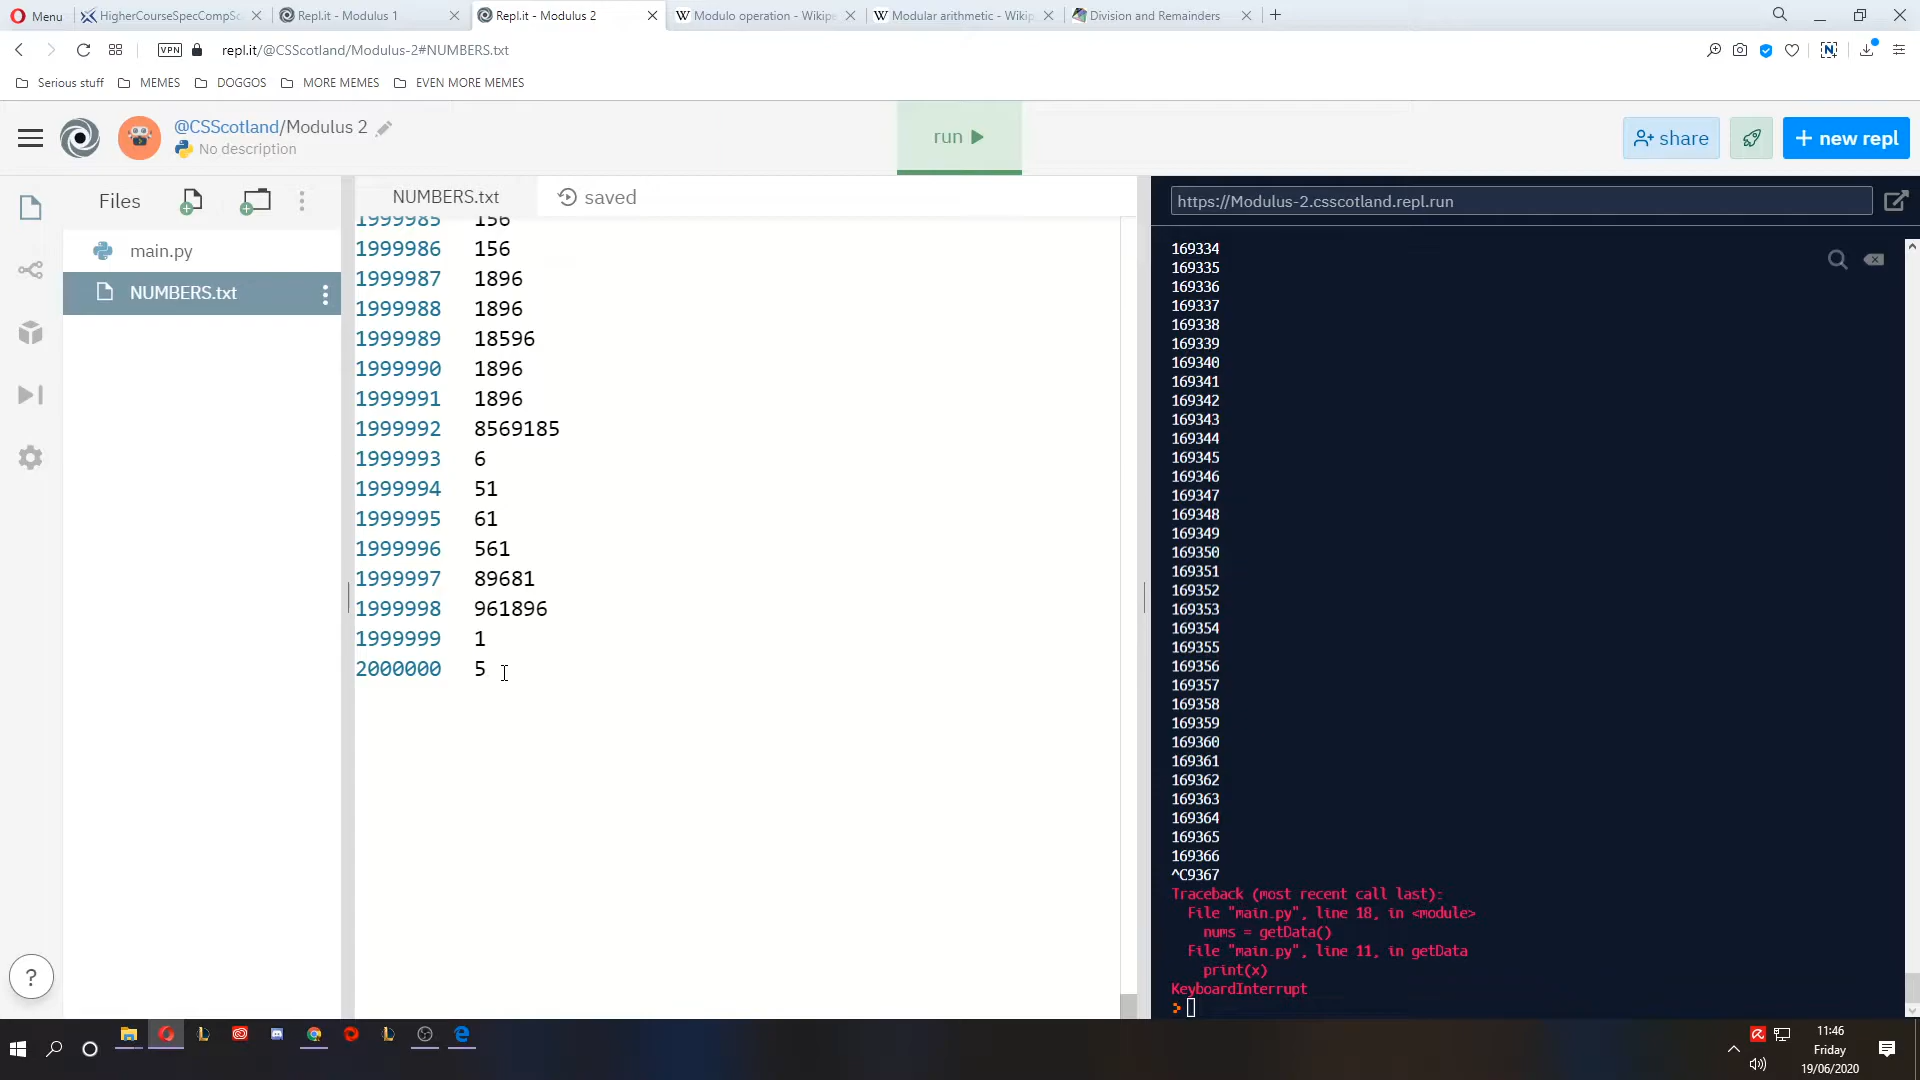 Menu
HigherCourseSpecCompSc
Repl.it - Modulus 1
Repl.it - Modulus 2
Modulo operation - Wikipe
Modular arithmetic - Wikip
Division and Remainders
VPN
repl.it/@CSScotland/Modulus-2#NUMBERS.txt
Serious stuff
MEMES
DOGGOS
MORE MEMES
EVEN MORE MEMES
@CSScotland/Modulus 2
No description
run
share
+ new repl
Files
main.py
NUMBERS.txt
NUMBERS.txt
saved
1999985 156
1999986 156
1999987 1896
1999988 1896
1999989 18596
1999990 1896
1999991 1896
1999992 8569185
1999993 6
1999994 51
1999995 61
1999996 561
1999997 89681
1999998 961896
1999999 1
2000000 5
https://Modulus-2.csscotland.repl.run
169334
169335
169336
169337
169338
169339
169340
169341
169342
169343
169344
169345
169346
169347
169348
169349
169350
169351
169352
169353
169354
169355
169356
169357
169358
169359
169360
169361
169362
169363
169364
169365
169366
^C9367
Traceback (most recent call last):
File "main.py", line 18, in <module>
nums = getData()
File "main.py", line 11, in getData
print(x)
KeyboardInterrupt
>
?
11:46
Friday
19/06/2020